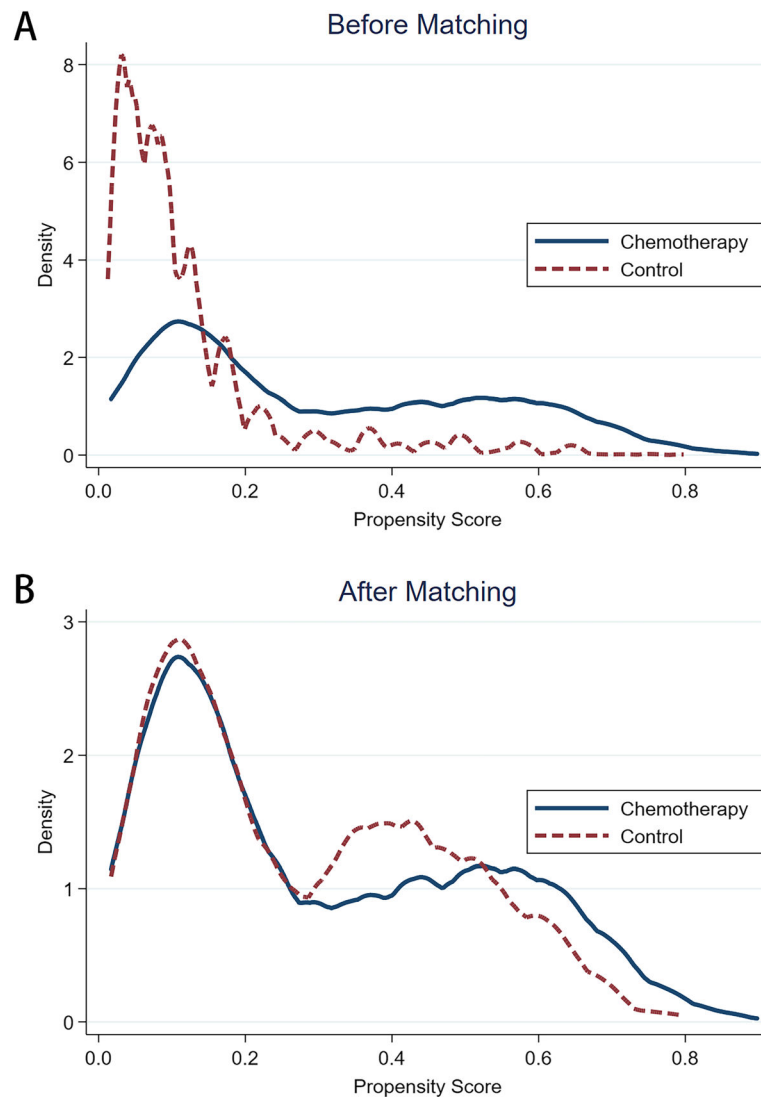 A
Before Matching
8
6
4
2
0
Density
Chemotherapy
Control
0.0 0.2 0.4 0.6 0.8
Propensity Score
B
After Matching
3
2
1
0
Density
Chemotherapy
Control
0.0 0.2 0.4 0.6 0.8
Propensity Score